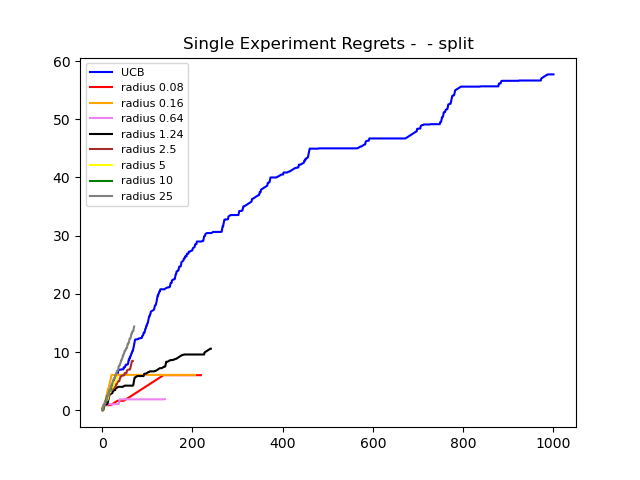 Single Experiment Regrets -  - split
60
50
40
30
20
10
0
UCB
radius 0.08
radius 0.16
radius 0.64
radius 1.24
radius 2.5
radius 5
radius 10
radius 25
0 200 400 600 800 1000